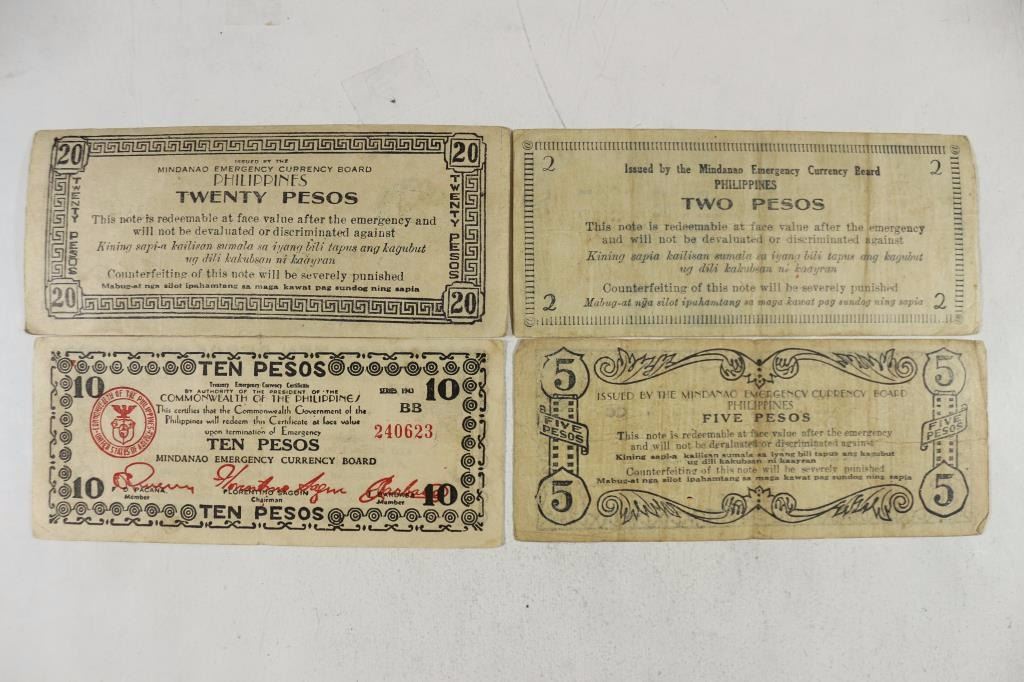 20
20
ISSUED BY THE
MINDANAO EMERGENCY CURRENCY BOARD
PHILIPPINES
TWENTY PESOS
TWENTY PESOS
TWENTY PESOS
This note is redeemable at face value after the emergency and
will not be devaluated or discriminated against
Kining sapi-a kailisan sumala sa iyang bili tapus ang kagubut
ug dili kakubsan ni kaayran
Counterfeiting of this note will be severely punished
Mabug-at nga silot ipahamtang sa maga kawat pag sundog ning sapia
20
20
2
2
Issued by the Mindanao Emergency Currency Board
PHILIPPINES
TWO PESOS
This note is redeemable at face value after the emergency
and will not be devaluated or discriminated against
Kining sapia kailisan sumala sa iyang bili tapus ang kagubut
ug dili kakubsan ni kaayran
Counterfeiting of this note will be severely punished
Mabug-at nga silot ipahamtang sa maga kawat pag sundog ning sapia
2
2
TEN PESOS
10
10
Treasury Emergency Currency Certificate
BY AUTHORITY OF THE PRESIDENT OF THE
COMMONWEALTH OF THE PHILIPPINES
SERIES 1943
BB
This certifies that the Commonwealth Government of the
Philippines will redeem this Certificate at face value
upon termination of Emergency
240623
TEN PESOS
MINDANAO EMERGENCY CURRENCY BOARD
10
10
P. D. PACANA
Member
FLORENTINO SAGUIN
Chairman
Member
TEN PESOS
5
5
ISSUED BY THE MINDANAO EMERGENCY CURRENCY BOARD
PHILIPPINES
FIVE PESOS
FIVE PESOS
FIVE PESOS
This note is redeemable at face value after the emergency
and will not be devaluated or discriminated against
Kining sapi-a kailisan sumala sa iyang bili tapus ang kagubut
ug dili kakubsan ni kaayran
Counterfeiting of this note will be severely punished
Mabug-at nga silot ipahamtang sa maga kawat pag sundog ning sapia
5
5